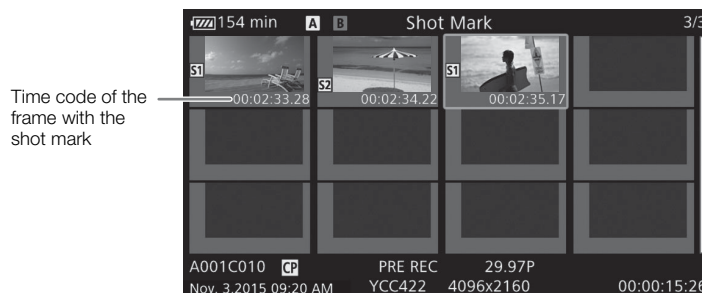 154 min A B Shot Mark 3/3
S1 S2 S1
00:02:33.28 00:02:34.22 00:02:35.17
Time code of the
frame with the
shot mark
A001C010 CP PRE REC 29.97P
Nov. 3.2015 09:20 AM YCC422 4096x2160 00:00:15:26